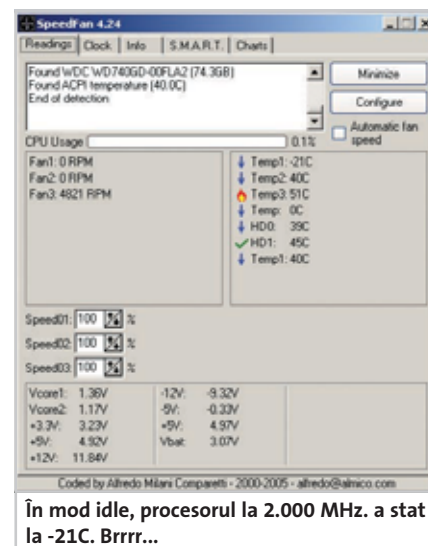 SpeedFan 4.24
Readings Clock Info S.M.A.R.T. Charts
Found WDC WD740GD-00FLA2 (74.3GB)
Found ACPI temperature (40.0C)
End of detection
Minimize
Configure
Automatic fan speed
CPU Usage 0.1%
Fan1: 0 RPM
Fan2: 0 RPM
Fan3: 4821 RPM
Temp1: -21C
Temp2: 40C
Temp3: 51C
Temp: 0C
HD0: 39C
HD1: 45C
Temp1: 40C
Speed01: 100 %
Speed02: 100 %
Speed03: 100 %
Vcore1: 1.36V -12V: -9.32V
Vcore2: 1.17V -5V: -0.33V
+3.3V: 3.23V +5V: 4.97V
+5V: 4.92V Vbat: 3.07V
+12V: 11.84V
Coded by Alfredo Milani Comparetti - 2000-2005 - alfredo@almico.com
În mod idle, procesorul la 2.000 MHz. a stat
la -21C. Brrrr...